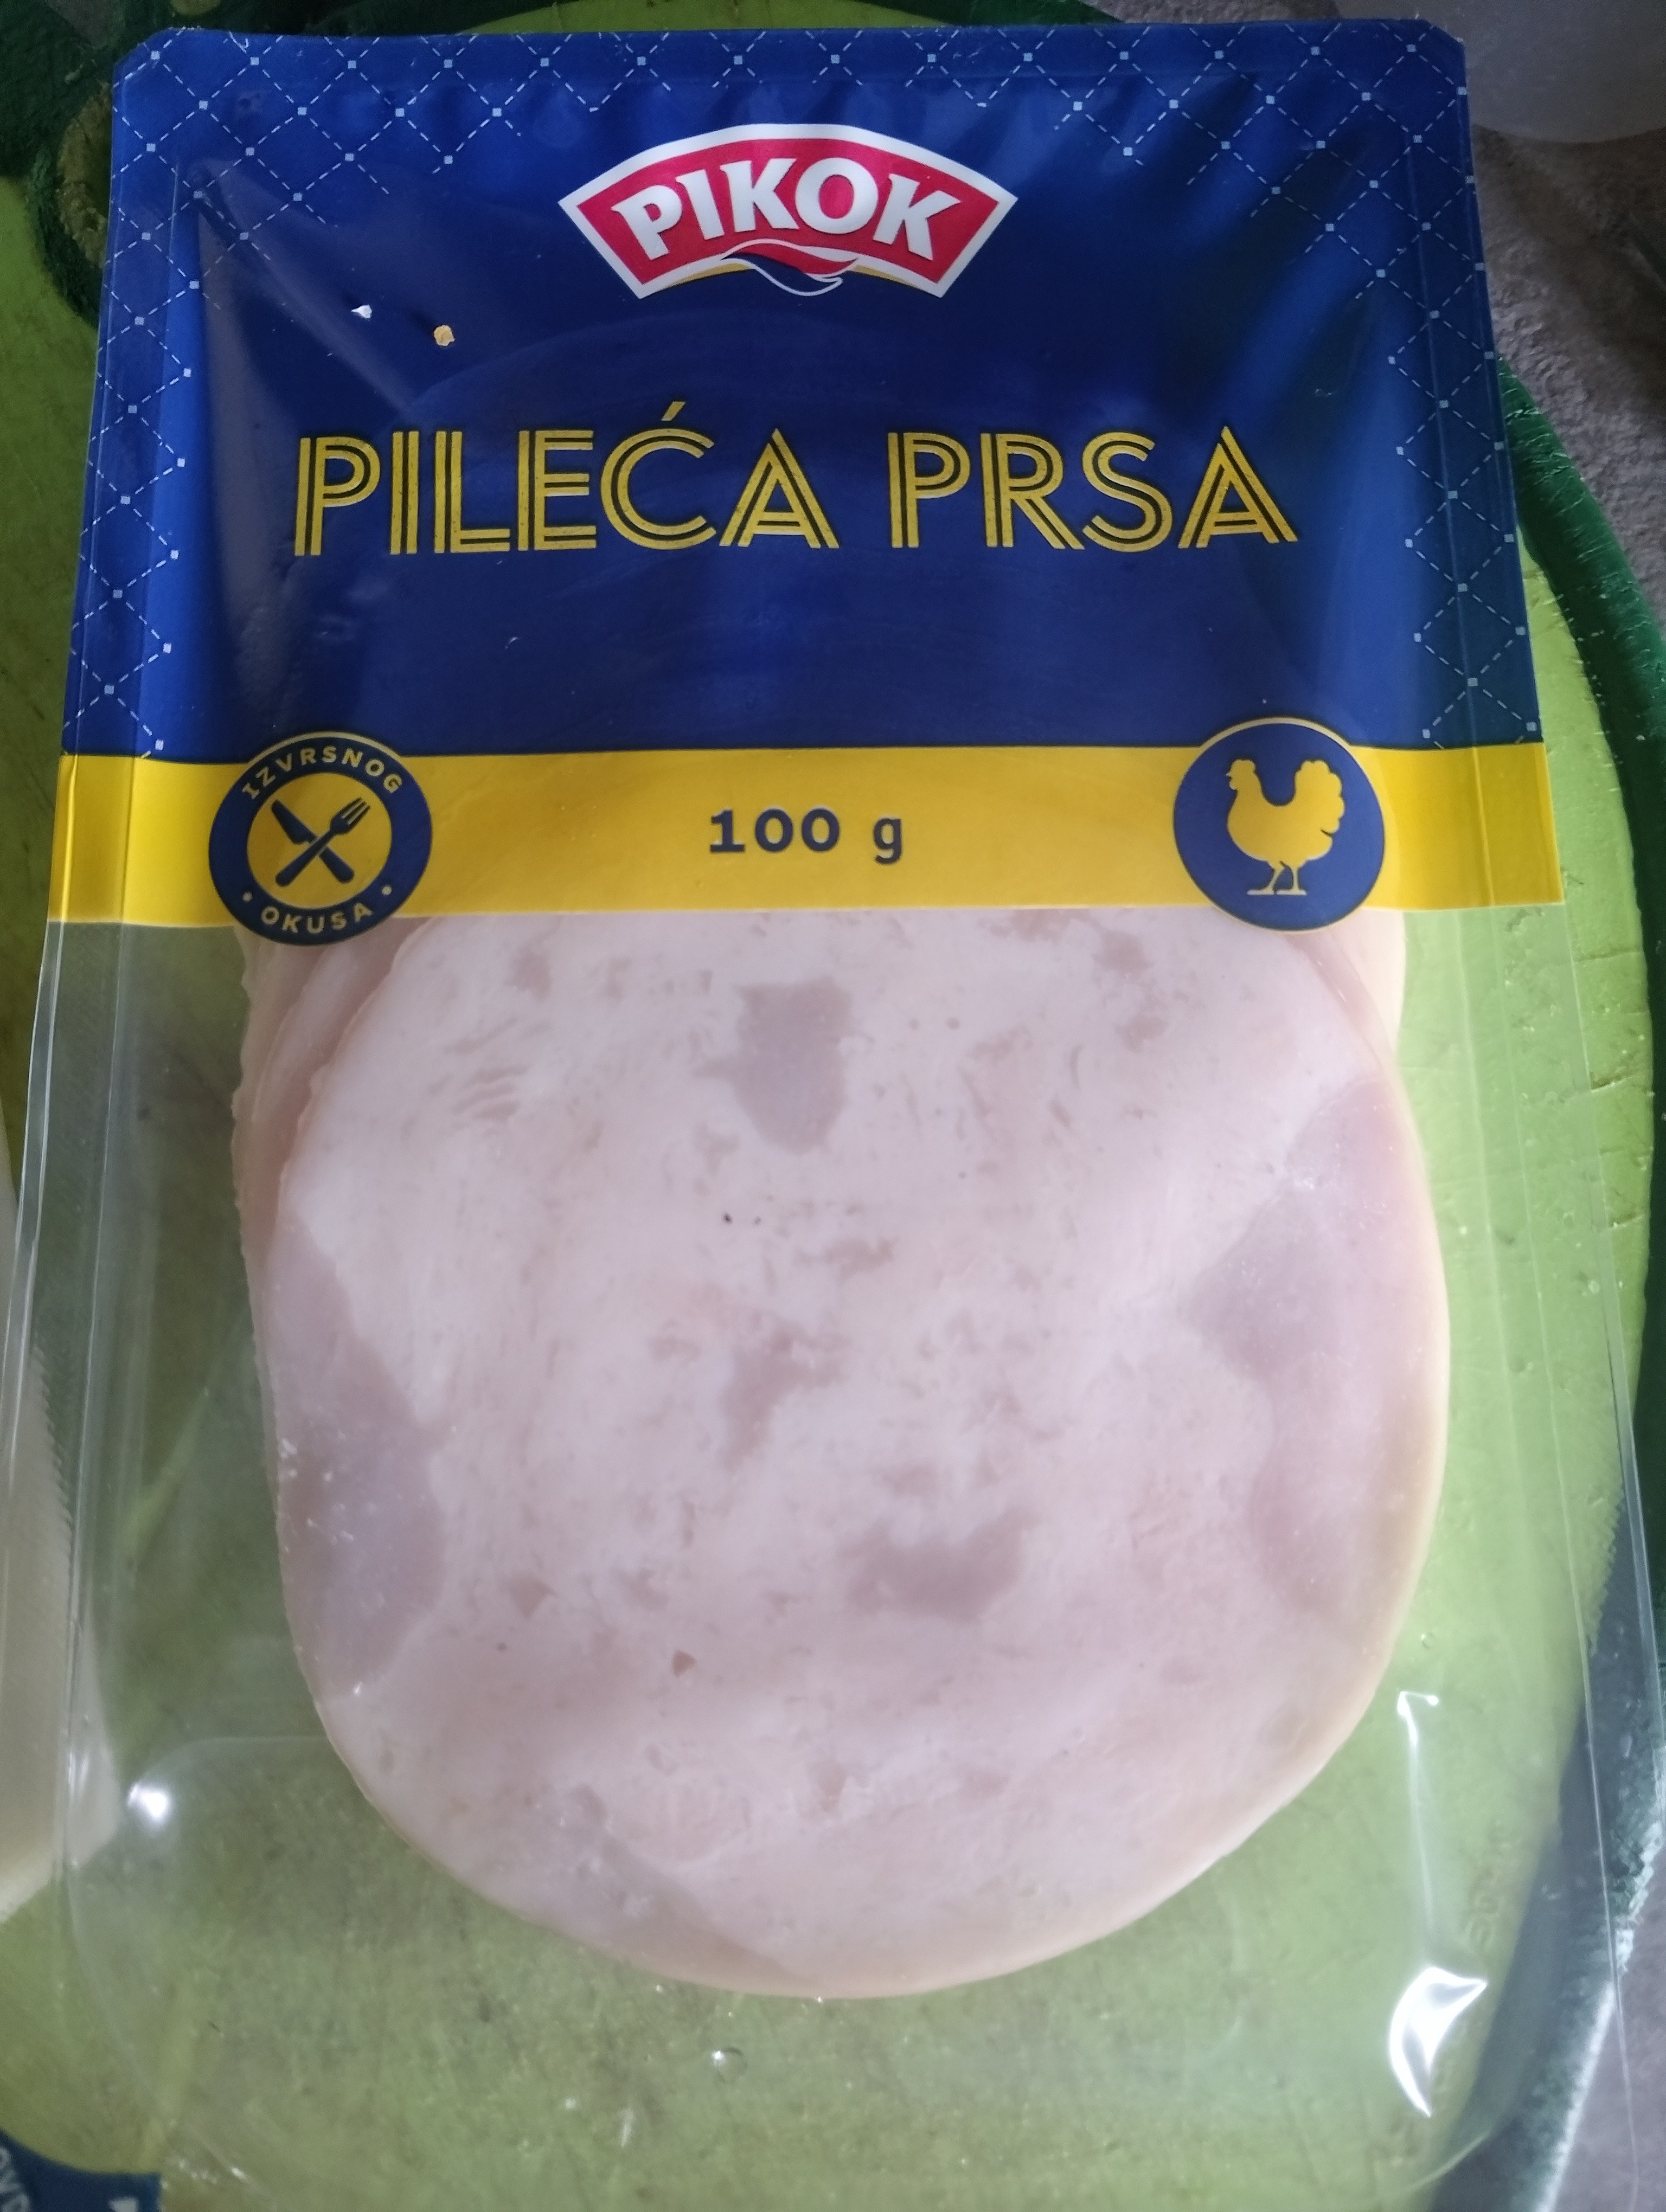 PIKOK
PILEĆA PRSA
IZVRSNOG
OKUSA
100 g